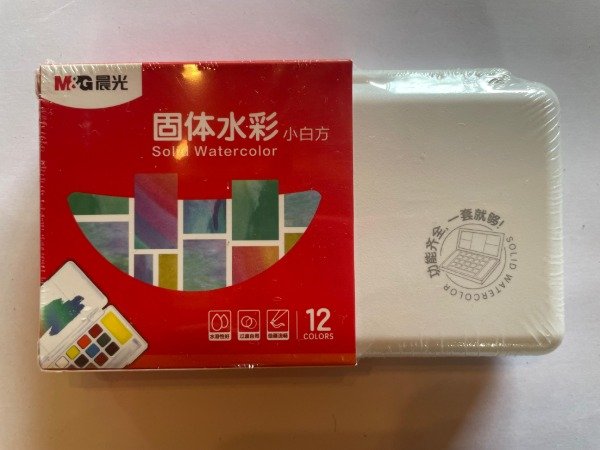 M&G晨光
固体水彩 小白方
Solid Watercolor
12
COLORS
功能齐全,一套就够!
SOLID WATERCOLOR